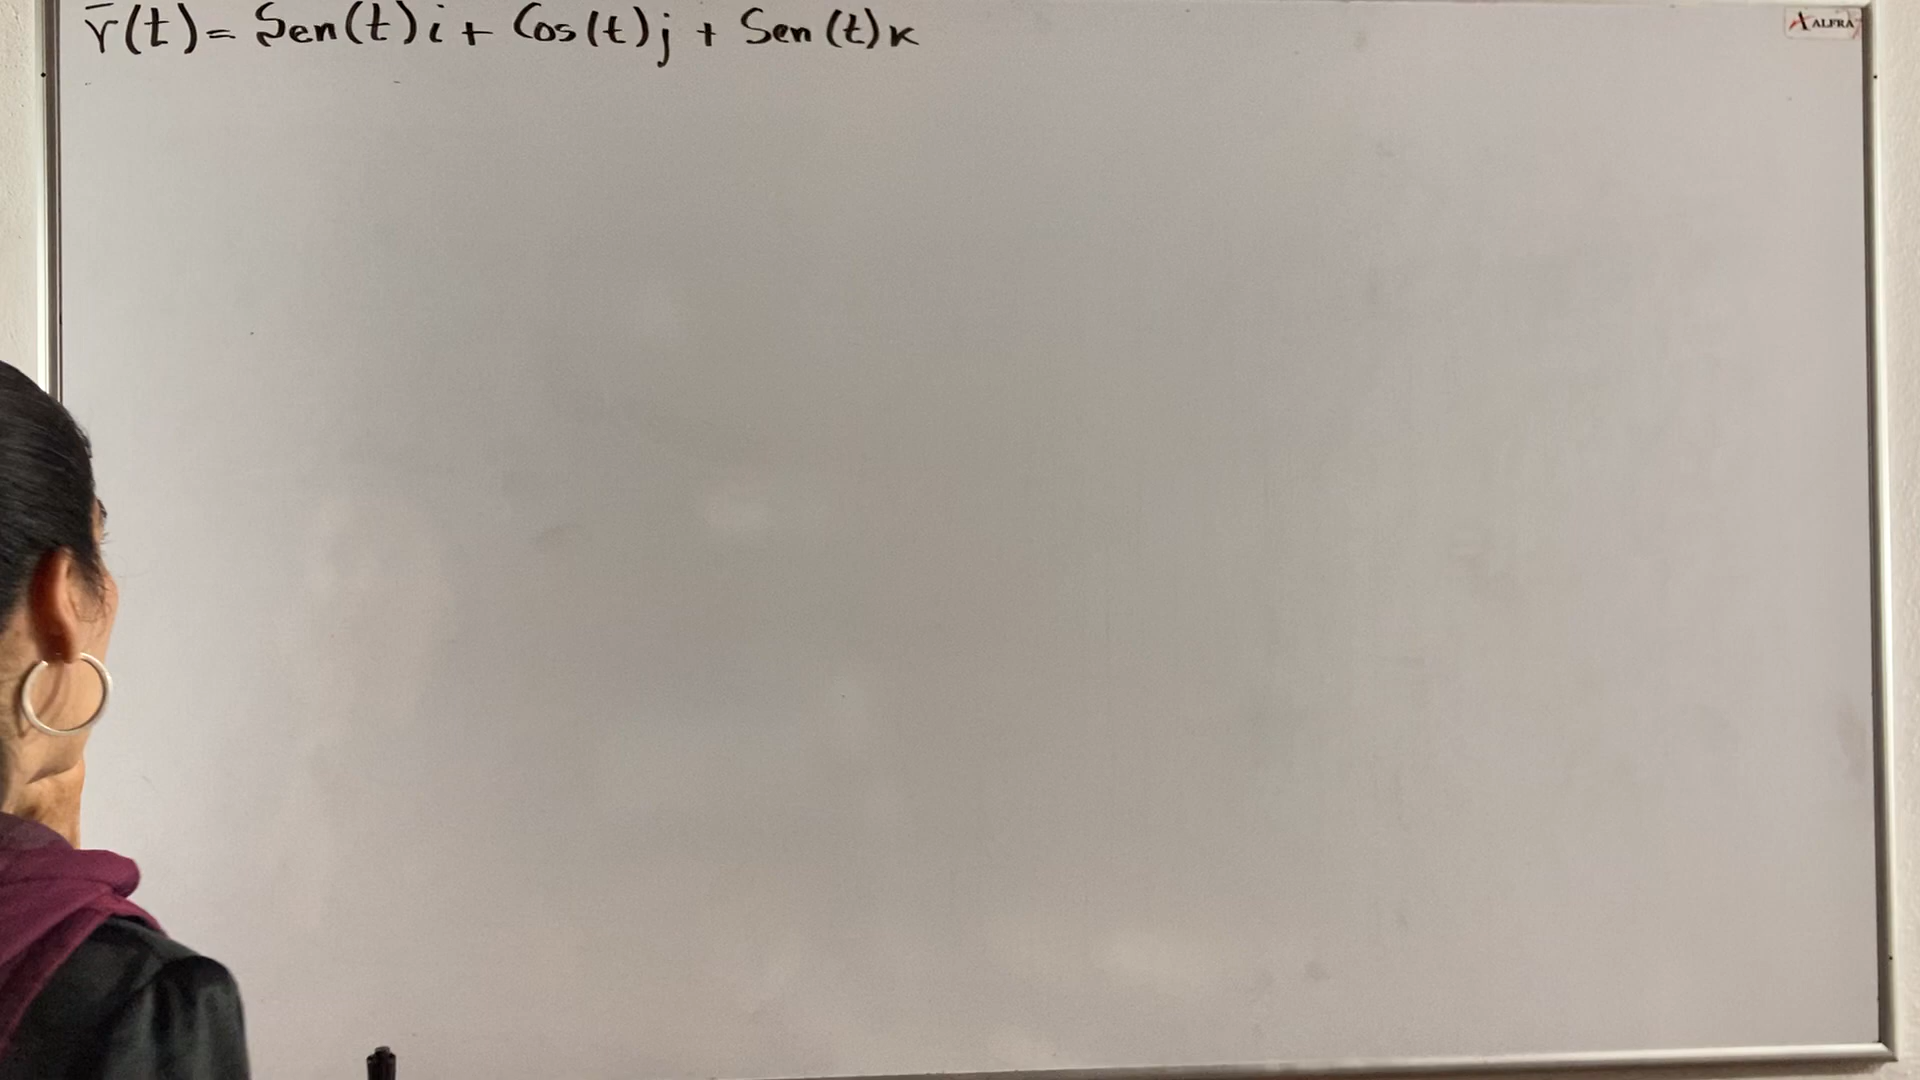 r̄(t)= Sen(t)i + Cos(t)j + Sen(t)k
ALFRA